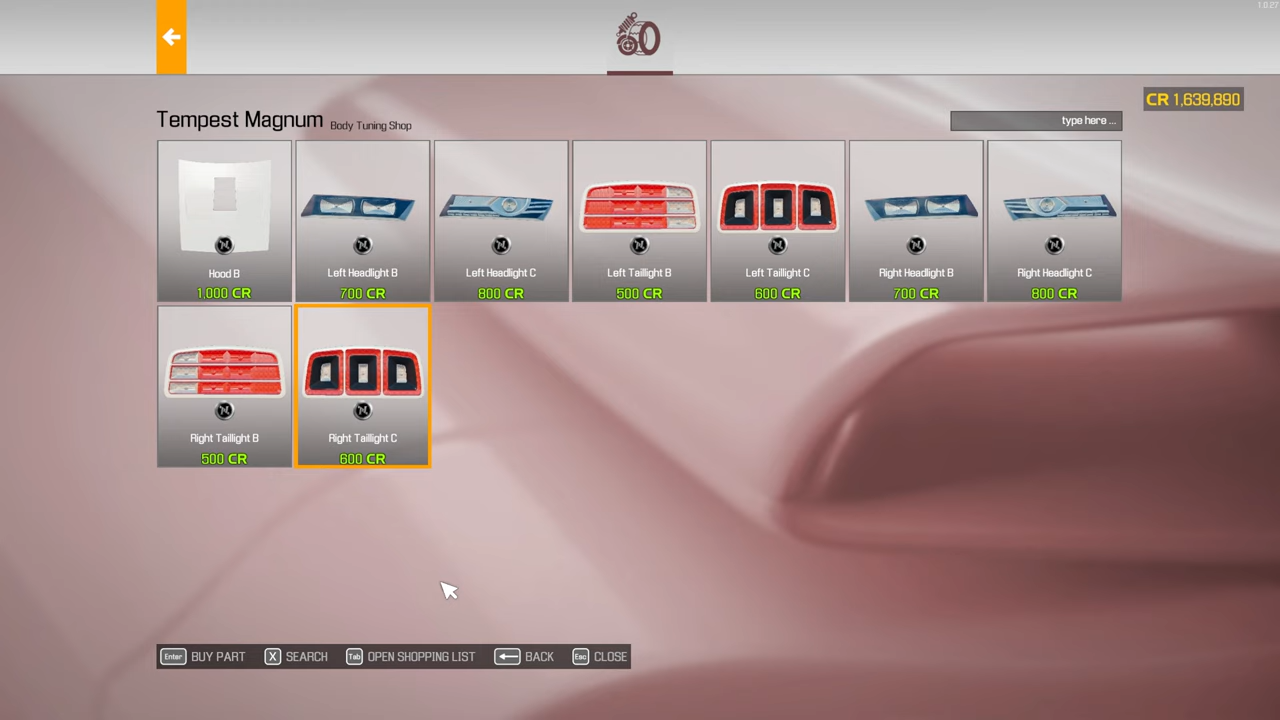 1.0.27
CR 1,639,890
Tempest Magnum Body Tuning Shop
type here ...
Hood B
1,000 CR
Left Headlight B
700 CR
Left Headlight C
800 CR
Left Taillight B
500 CR
Left Taillight C
600 CR
Right Headlight B
700 CR
Right Headlight C
800 CR
Right Taillight B
500 CR
Right Taillight C
600 CR
Enter BUY PART X SEARCH Tab OPEN SHOPPING LIST BACK Esc CLOSE